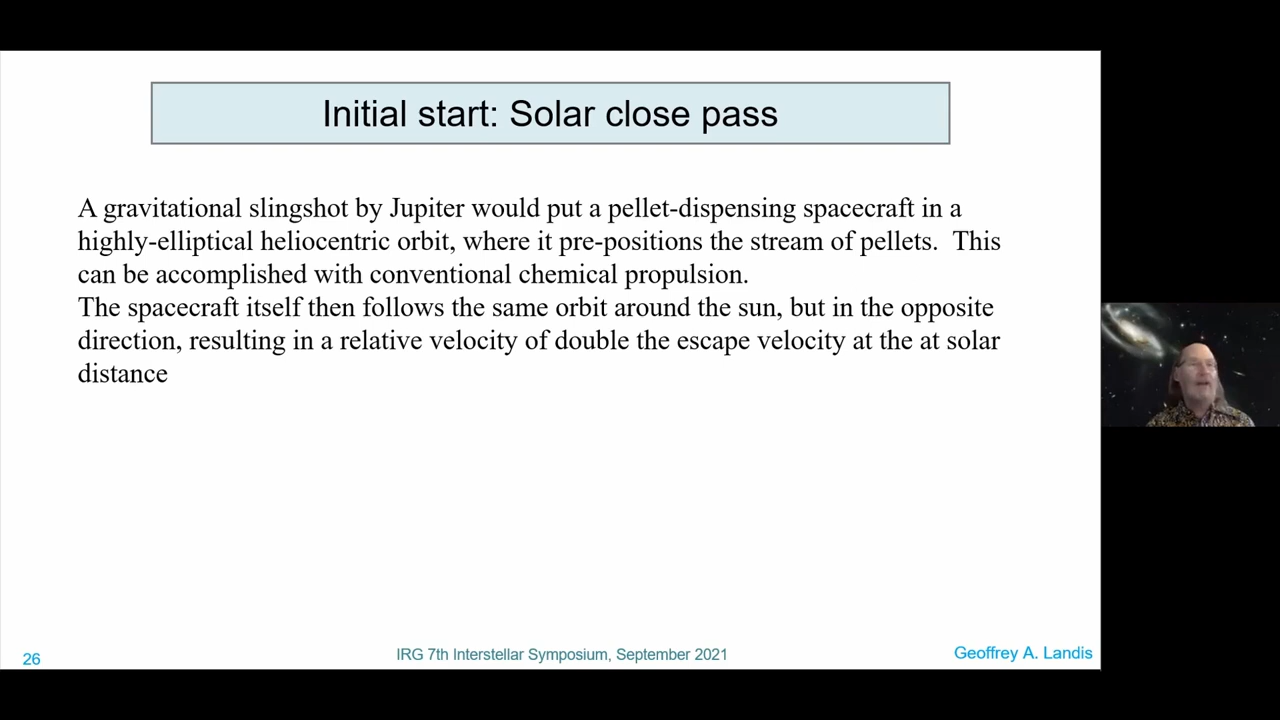 Initial start: Solar close pass
A gravitational slingshot by Jupiter would put a pellet-dispensing spacecraft in a
highly-elliptical heliocentric orbit, where it pre-positions the stream of pellets.  This
can be accomplished with conventional chemical propulsion.
The spacecraft itself then follows the same orbit around the sun, but in the opposite
direction, resulting in a relative velocity of double the escape velocity at the at solar
distance
26
IRG 7th Interstellar Symposium, September 2021
Geoffrey A. Landis